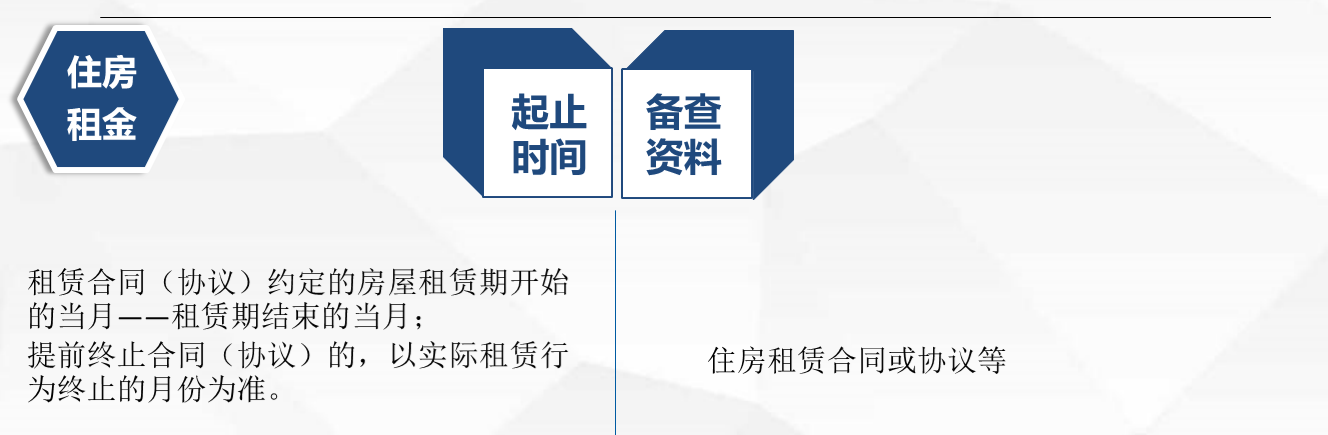 住房
租金
起止
时间
备查
资料
租赁合同（协议）约定的房屋租赁期开始
的当月——租赁期结束的当月；
提前终止合同（协议）的，以实际租赁行
为终止的月份为准。
住房租赁合同或协议等